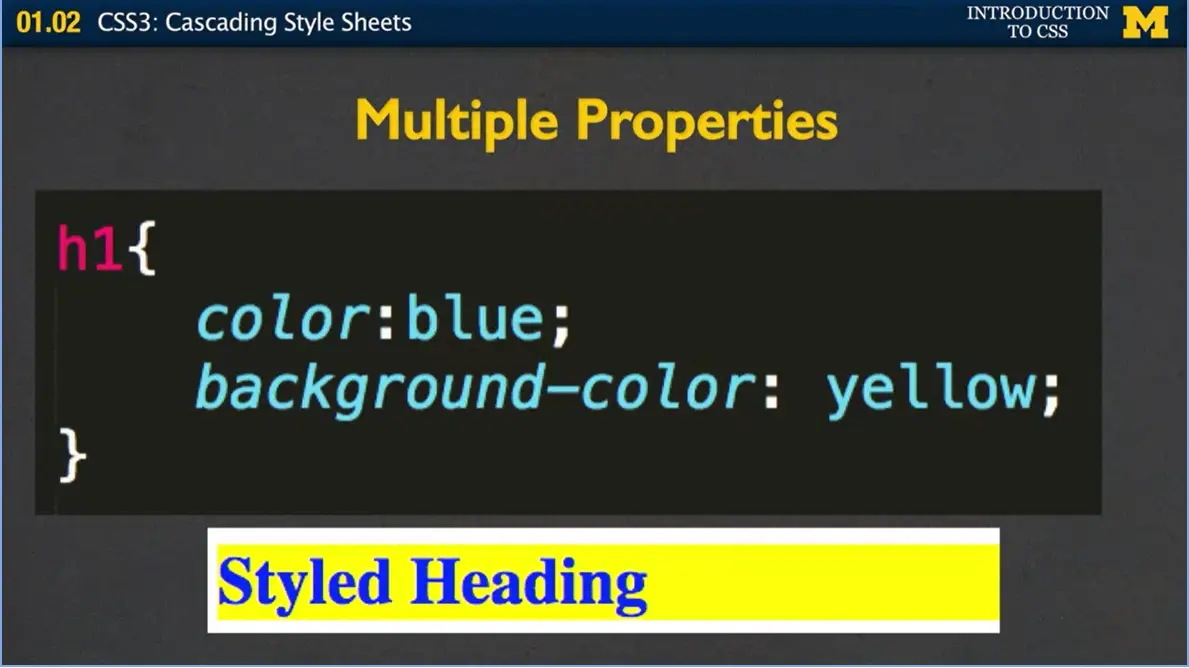 01.02 CSS3: Cascading Style Sheets
INTRODUCTION
TO CSS
M
Multiple Properties
h1{
color:blue;
background-color: yellow;
}
Styled Heading